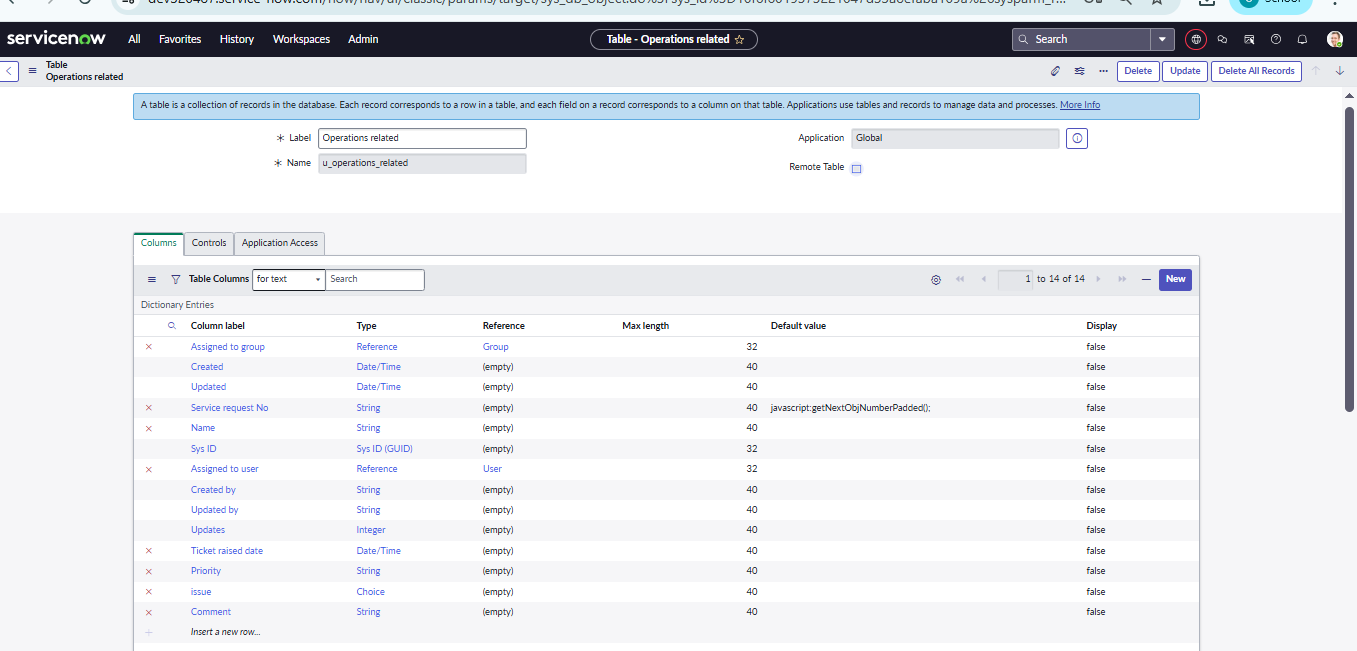 servicenow All Favorites History Workspaces Admin Table - Operations related Search
Table
Operations related
Delete Update Delete All Records
A table is a collection of records in the database. Each record corresponds to a row in a table, and each field on a record corresponds to a column on that table. Applications use tables and records to manage data and processes. More Info
Label Operations related Application Global
Name u_operations_related Remote Table
Columns Controls Application Access
Table Columns for text Search 1 to 14 of 14 New
Dictionary Entries
Column label Type Reference Max length Default value Display
Assigned to group Reference Group 32 false
Created Date/Time (empty) 40 false
Updated Date/Time (empty) 40 false
Service request No String (empty) 40 javascript:getNextObjNumberPadded(); false
Name String (empty) 40 false
Sys ID Sys ID (GUID) (empty) 32 false
Assigned to user Reference User 32 false
Created by String (empty) 40 false
Updated by String (empty) 40 false
Updates Integer (empty) 40 false
Ticket raised date Date/Time (empty) 40 false
Priority String (empty) 40 false
issue Choice (empty) 40 false
Comment String (empty) 40 false
Insert a new row...